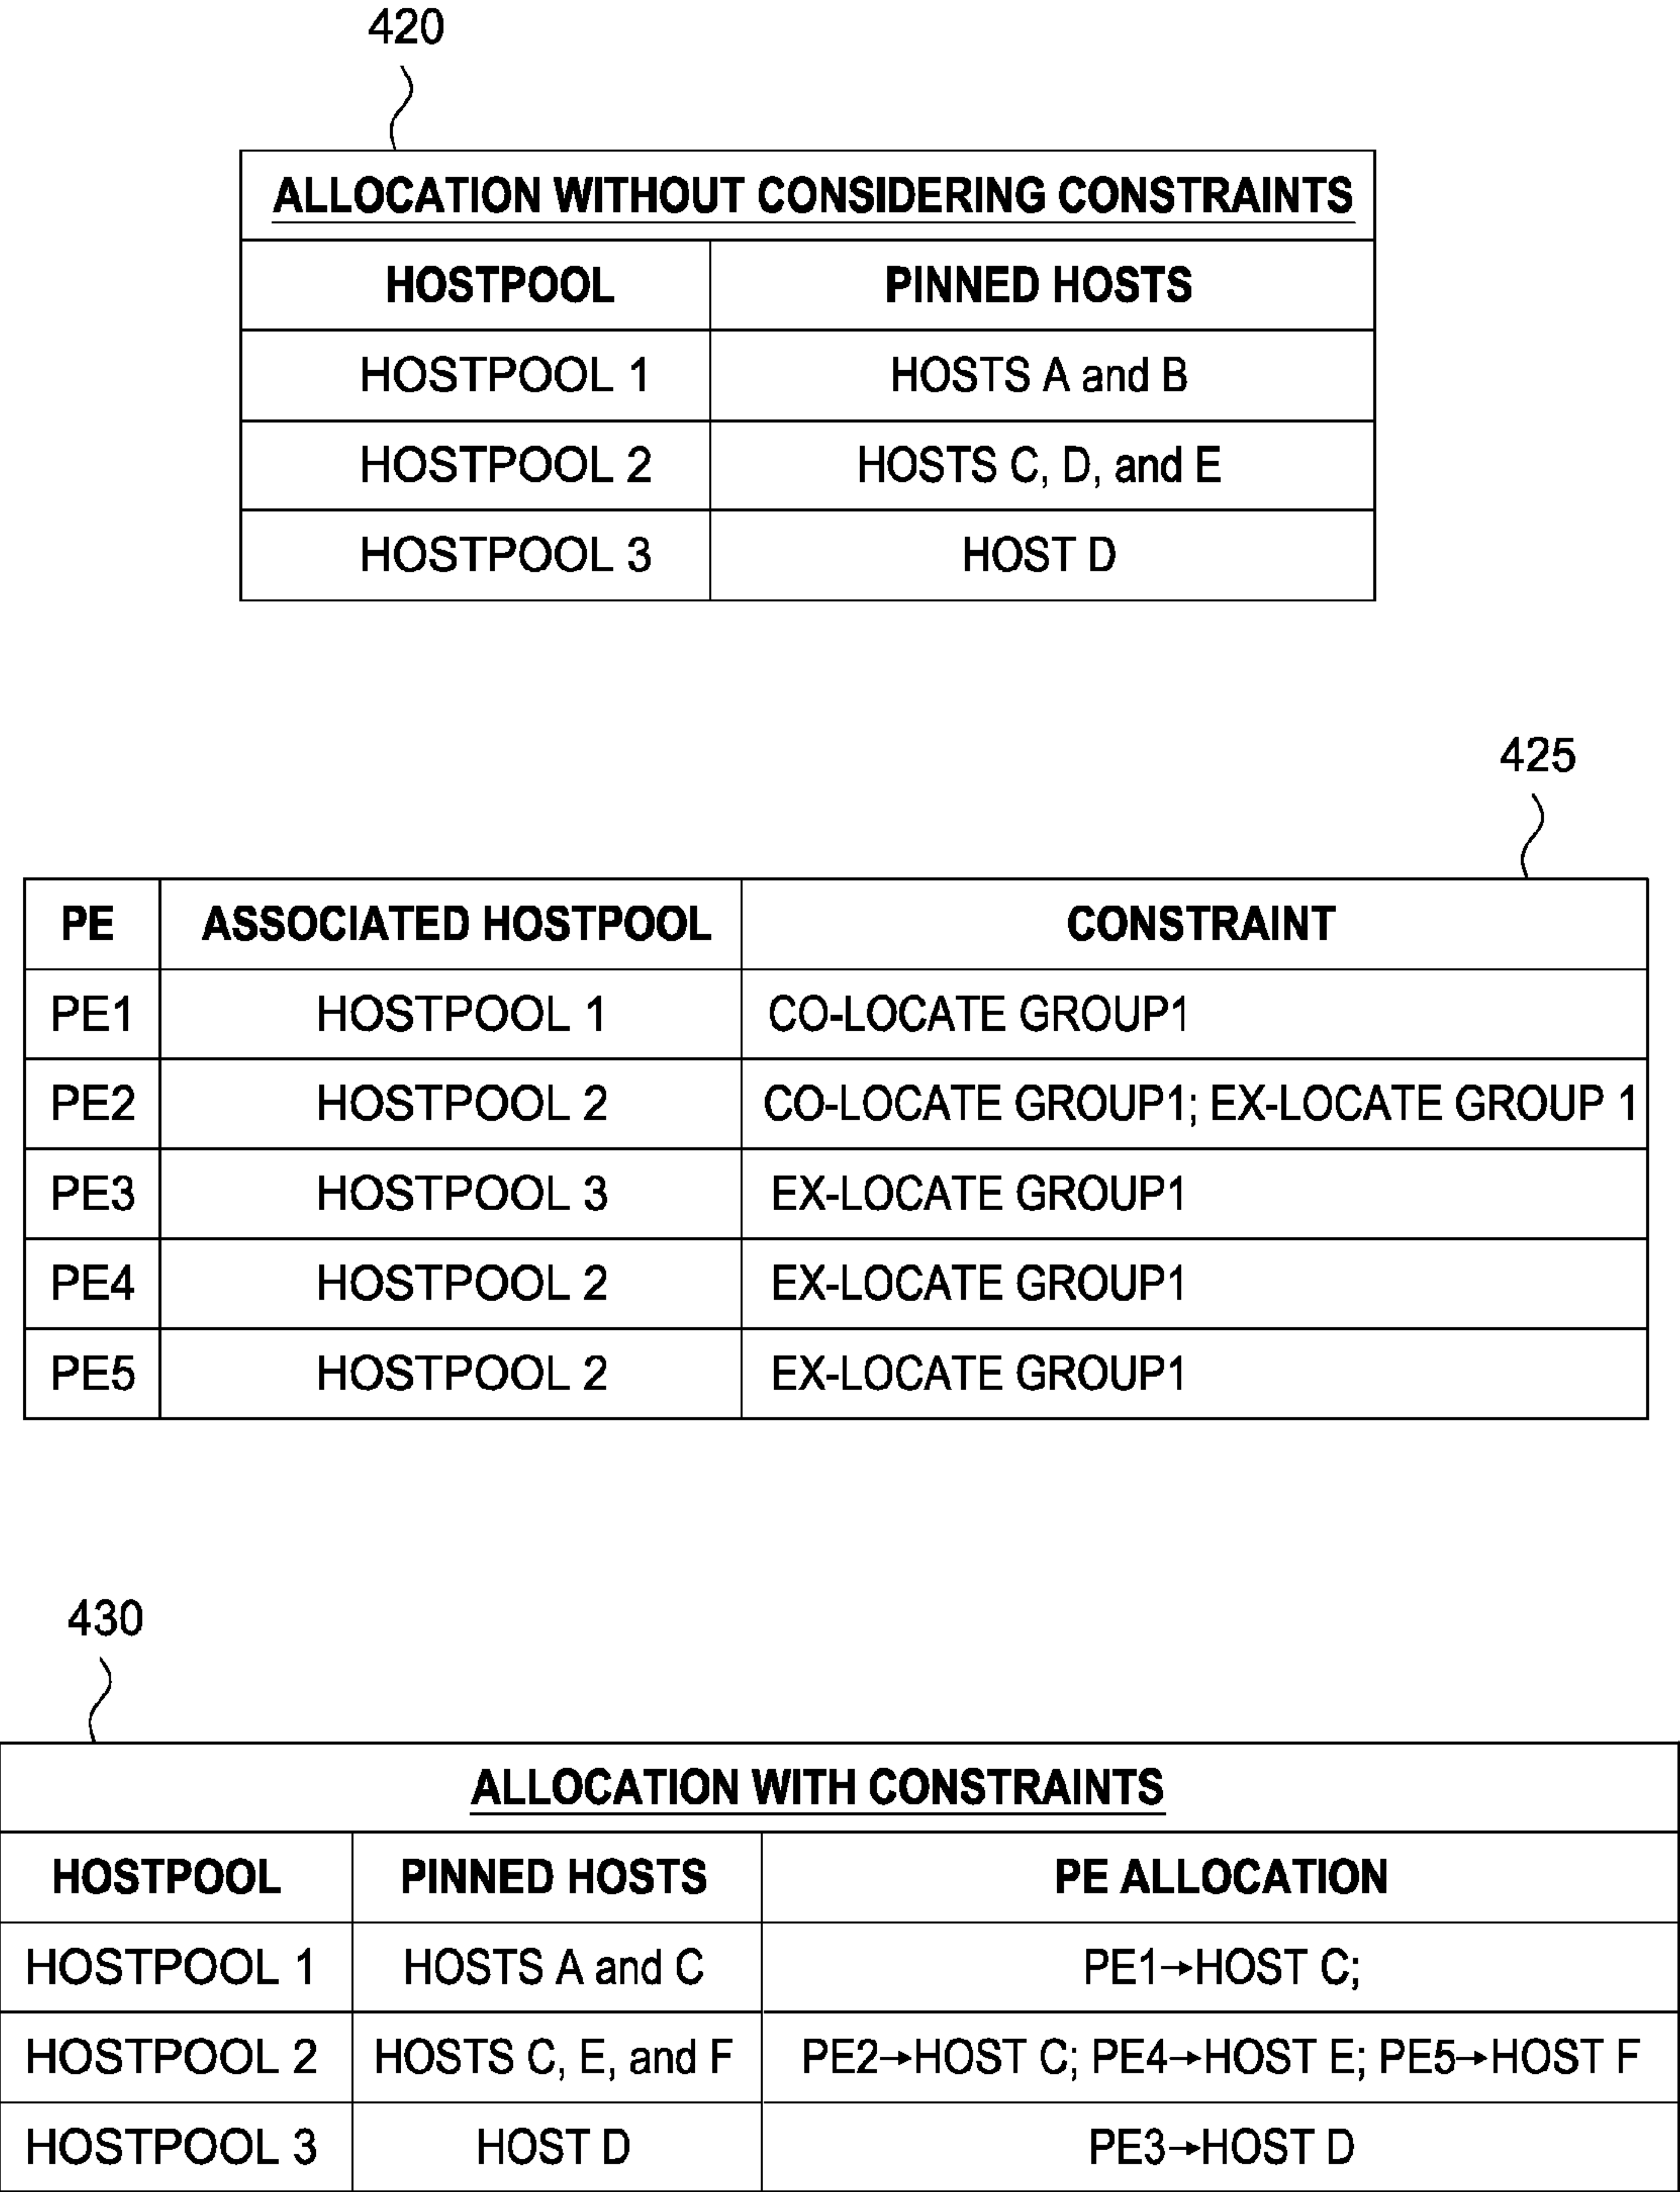 420
ALLOCATION WITHOUT CONSIDERING CONSTRAINTS
HOSTPOOL PINNED HOSTS
HOSTPOOL 1 HOSTS A and B
HOSTPOOL 2 HOSTS C, D, and E
HOSTPOOL 3 HOST D
425
PE ASSOCIATED HOSTPOOL CONSTRAINT
PE1 HOSTPOOL 1 CO-LOCATE GROUP1
PE2 HOSTPOOL 2 CO-LOCATE GROUP1; EX-LOCATE GROUP 1
PE3 HOSTPOOL 3 EX-LOCATE GROUP1
PE4 HOSTPOOL 2 EX-LOCATE GROUP1
PE5 HOSTPOOL 2 EX-LOCATE GROUP1
430
ALLOCATION WITH CONSTRAINTS
HOSTPOOL PINNED HOSTS PE ALLOCATION
HOSTPOOL 1 HOSTS A and C PE1→HOST C;
HOSTPOOL 2 HOSTS C, E, and F PE2→HOST C; PE4→HOST E; PE5→HOST F
HOSTPOOL 3 HOST D PE3→HOST D